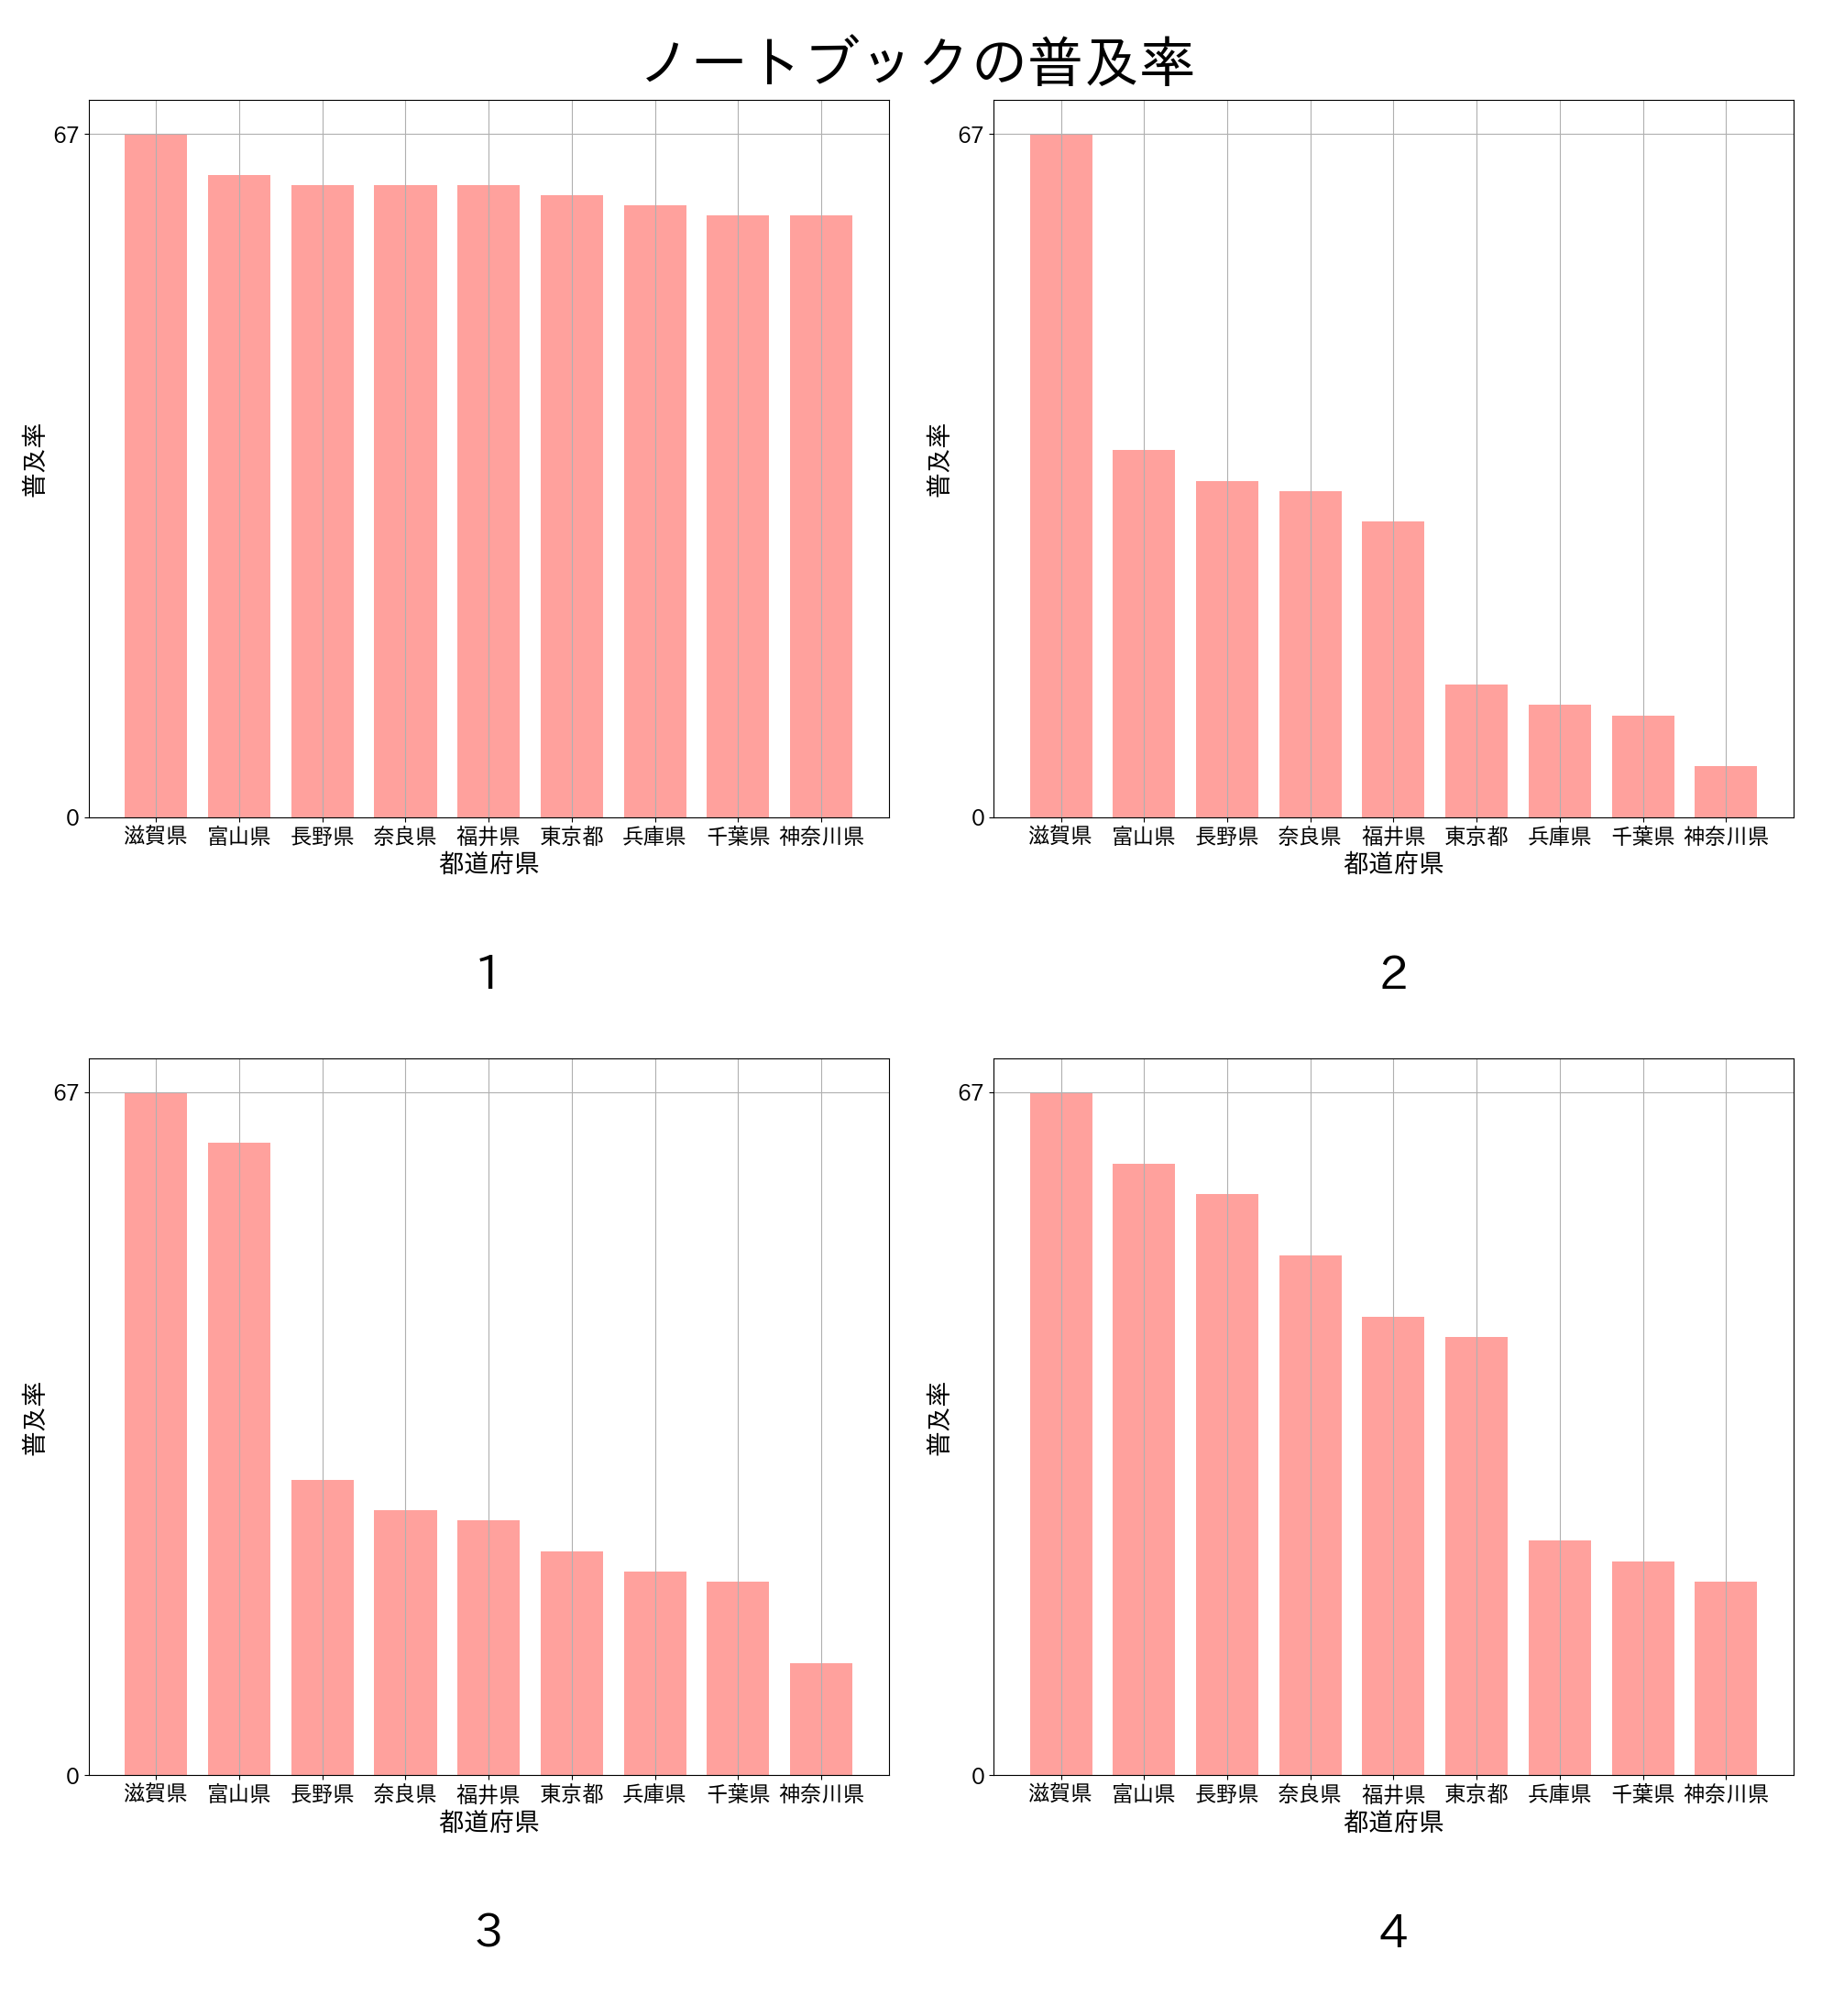 ノートブックの普及率
67
0
普及率
滋賀県 富山県 長野県 奈良県 福井県 東京都 兵庫県 千葉県 神奈川県
都道府県
1
67
0
普及率
滋賀県 富山県 長野県 奈良県 福井県 東京都 兵庫県 千葉県 神奈川県
都道府県
2
67
0
普及率
滋賀県 富山県 長野県 奈良県 福井県 東京都 兵庫県 千葉県 神奈川県
都道府県
3
67
0
普及率
滋賀県 富山県 長野県 奈良県 福井県 東京都 兵庫県 千葉県 神奈川県
都道府県
4